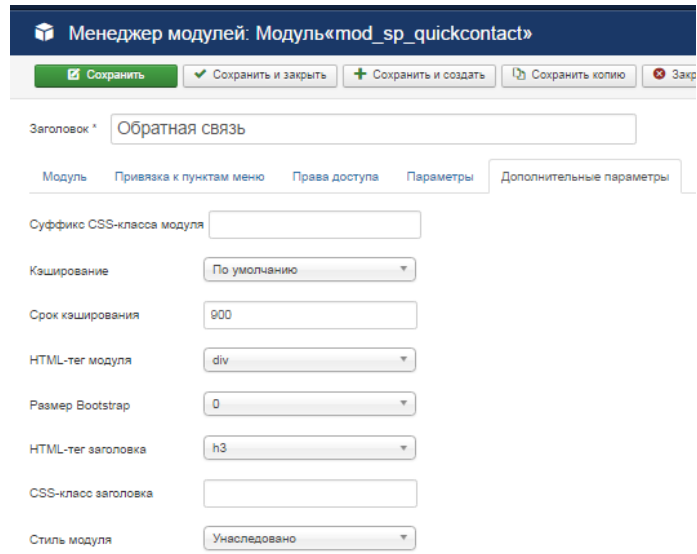 Менеджер модулей: Модуль«mod_sp_quickcontact»
Сохранить Сохранить и закрыть Сохранить и создать Сохранить копию
Заголовок * Обратная связь
Модуль Привязка к пунктам меню Права доступа Параметры Дополнительные параметры
Суффикс CSS-класса модуля
Кэширование По умолчанию
Срок кэширования 900
HTML-тег модуля div
Размер Bootstrap 0
HTML-тег заголовка h3
CSS-класс заголовка
Стиль модуля Унаследовано